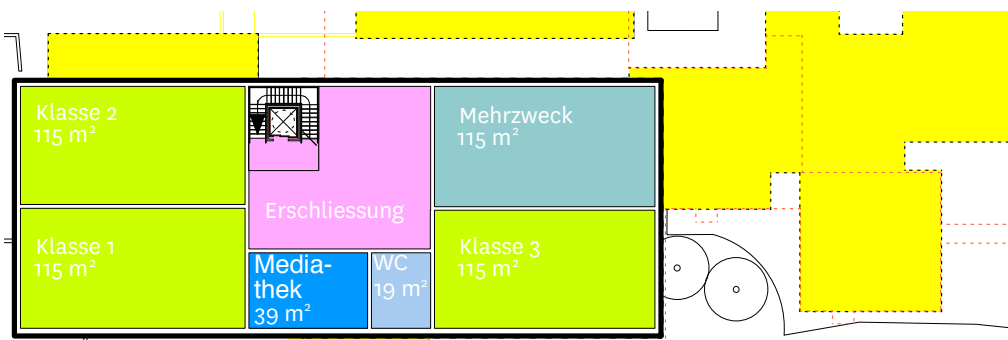 Klasse 2
115 m²
Mehrzweck
115 m²
Erschliessung
Klasse 1
115 m²
Klasse 3
115 m²
Media-
thek
39 m²
WC
19 m²